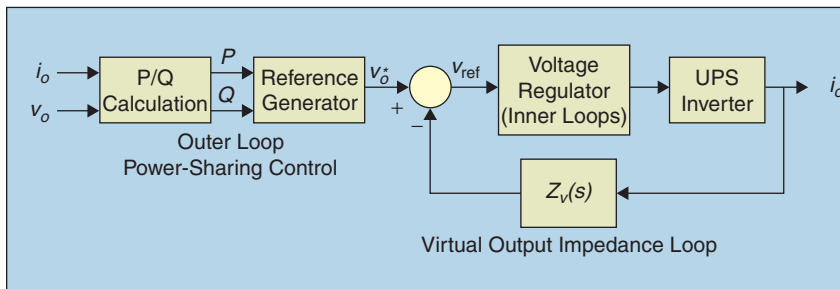 i_o
v_o
P/Q
Calculation
P
Q
Reference
Generator
v_o^*
+
−
v_ref
Voltage
Regulator
(Inner Loops)
UPS
Inverter
i_o
Outer Loop
Power-Sharing Control
Z_v(s)
Virtual Output Impedance Loop